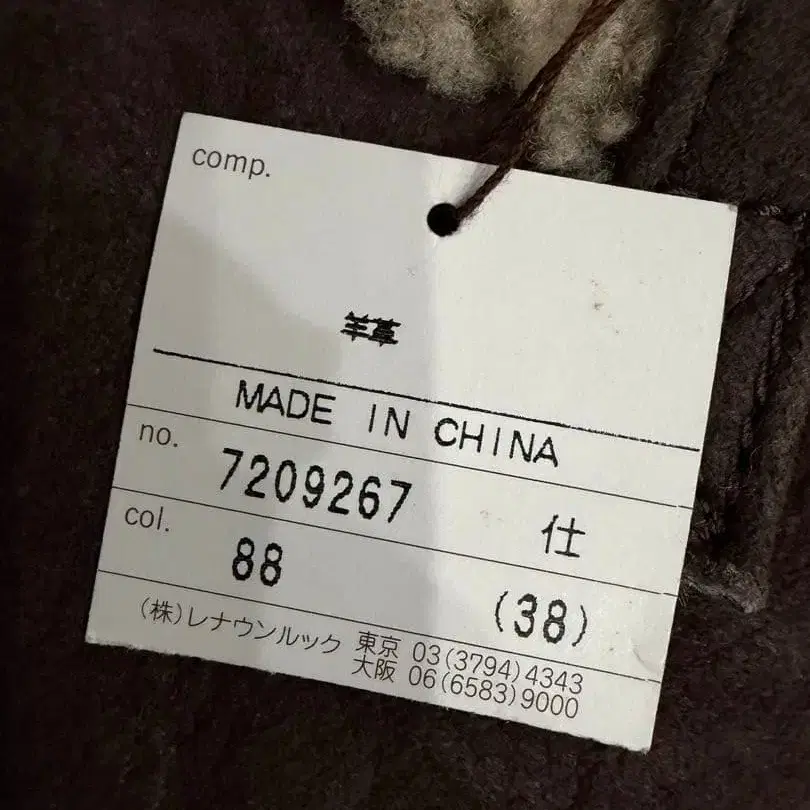 comp.
羊革
MADE IN CHINA
no. 7209267 仕
col. 88 (38)
(株)レナウンルック 東京 03(3794)4343
大阪 06(6583)9000